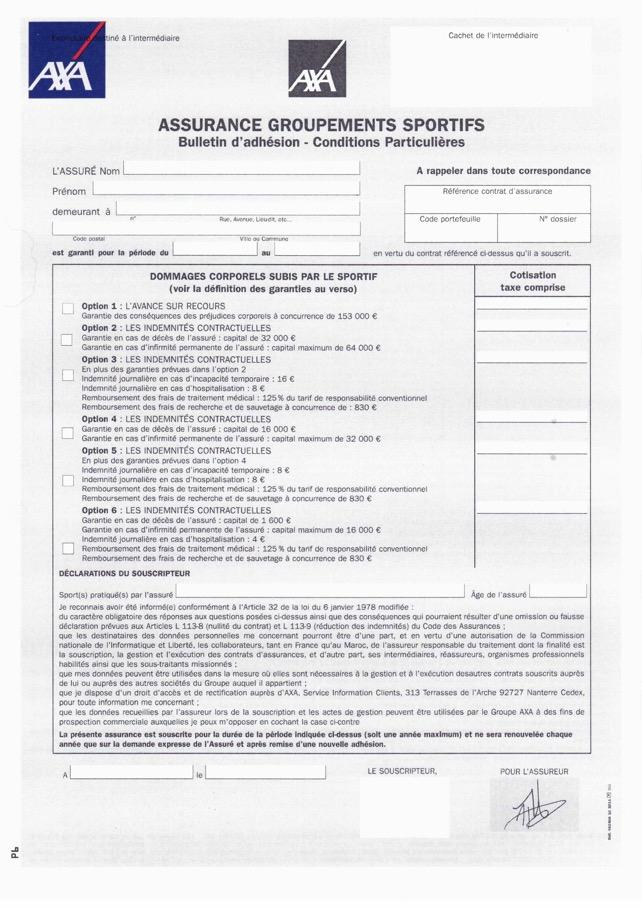 destiné à l'intermédiaire
Cachet de l'intermédiaire
AXA
AXA
ASSURANCE GROUPEMENTS SPORTIFS
Bulletin d'adhésion - Conditions Particulières
L'ASSURÉ Nom
A rappeler dans toute correspondance
Prénom
Référence contrat d'assurance
demeurant à
n°
Rue, Avenue, Lieudit, etc...
Code portefeuille
N° dossier
Code postal
Ville ou Commune
est garanti pour la période du
au
en vertu du contrat référencé ci-dessus qu'il a souscrit.
DOMMAGES CORPORELS SUBIS PAR LE SPORTIF
(voir la définition des garanties au verso)
Cotisation
taxe comprise
Option 1 : L'AVANCE SUR RECOURS
Garantie des conséquences des préjudices corporels à concurrence de 153 000 €
Option 2 : LES INDEMNITÉS CONTRACTUELLES
Garantie en cas de décès de l'assuré : capital de 32 000 €
Garantie en cas d'infirmité permanente de l'assuré : capital maximum de 64 000 €
Option 3 : LES INDEMNITÉS CONTRACTUELLES
En plus des garanties prévues dans l'option 2
Indemnité journalière en cas d'incapacité temporaire : 16 €
Indemnité journalière en cas d'hospitalisation : 8 €
Remboursement des frais de traitement médical : 125 % du tarif de responsabilité conventionnel
Remboursement des frais de recherche et de sauvetage à concurrence de : 830 €
Option 4 : LES INDEMNITÉS CONTRACTUELLES
Garantie en cas de décès de l'assuré : capital de 16 000 €
Garantie en cas d'infirmité permanente de l'assuré : capital maximum de 32 000 €
Option 5 : LES INDEMNITÉS CONTRACTUELLES
En plus des garanties prévues dans l'option 4
Indemnité journalière en cas d'incapacité temporaire : 8 €
Indemnité journalière en cas d'hospitalisation : 8 €
Remboursement des frais de traitement médical : 125 % du tarif de responsabilité conventionnel
Remboursement des frais de recherche et de sauvetage à concurrence de 830 €
Option 6 : LES INDEMNITÉS CONTRACTUELLES
Garantie en cas de décès de l'assuré : capital de 1 600 €
Garantie en cas d'infirmité permanente de l'assuré : capital maximum de 16 000 €
Indemnité journalière en cas d'hospitalisation : 4 €
Remboursement des frais de traitement médical : 125 % du tarif de responsabilité conventionnel
Remboursement des frais de recherche et de sauvetage à concurrence de 830 €
DÉCLARATIONS DU SOUSCRIPTEUR
Sport(s) pratiqué(s) par l'assuré
Âge de l'assuré
Je reconnais avoir été informé(e) conformément à l'Article 32 de la loi du 6 janvier 1978 modifiée :
du caractère obligatoire des réponses aux questions posées ci-dessus ainsi que des conséquences qui pourraient résulter d'une omission ou fausse
déclaration prévues aux Articles L 113-8 (nullité du contrat) et L 113-9 (réduction des indemnités) du Code des Assurances ;
que les destinataires des données personnelles me concernant pourront être d'une part, et en vertu d'une autorisation de la Commission
nationale de l'Informatique et Liberté, les collaborateurs, tant en France qu'au Maroc, de l'assureur responsable du traitement dont la finalité est
la souscription, la gestion et l'exécution des contrats d'assurances, et d'autre part, ses intermédiaires, réassureurs, organismes professionnels
habilités ainsi que les sous-traitants missionnés ;
que mes données peuvent être utilisées dans la mesure où elles sont nécessaires à la gestion et à l'exécution desautres contrats souscrits auprès
de lui ou auprès des autres sociétés du Groupe auquel il appartient ;
que je dispose d'un droit d'accès et de rectification auprès d'AXA, Service Information Clients, 313 Terrasses de l'Arche 92727 Nanterre Cedex,
pour toute information me concernant ;
que les données recueillies par l'assureur lors de la souscription et les actes de gestion peuvent être utilisées par le Groupe AXA à des fins de
prospection commerciale auxquelles je peux m'opposer en cochant la case ci-contre
La présente assurance est souscrite pour la durée de la période indiquée ci-dessus (soit une année maximum) et ne sera renouvelée chaque
année que sur la demande expresse de l'Assuré et après remise d'une nouvelle adhésion.
A
le
LE SOUSCRIPTEUR,
POUR L'ASSUREUR
Pb